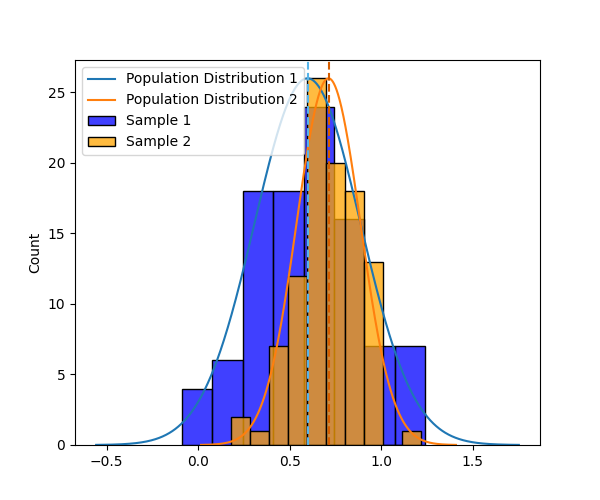 Population Distribution 1
Population Distribution 2
Sample 1
Sample 2
Count
25
20
15
10
5
0
−0.5
0.0
0.5
1.0
1.5